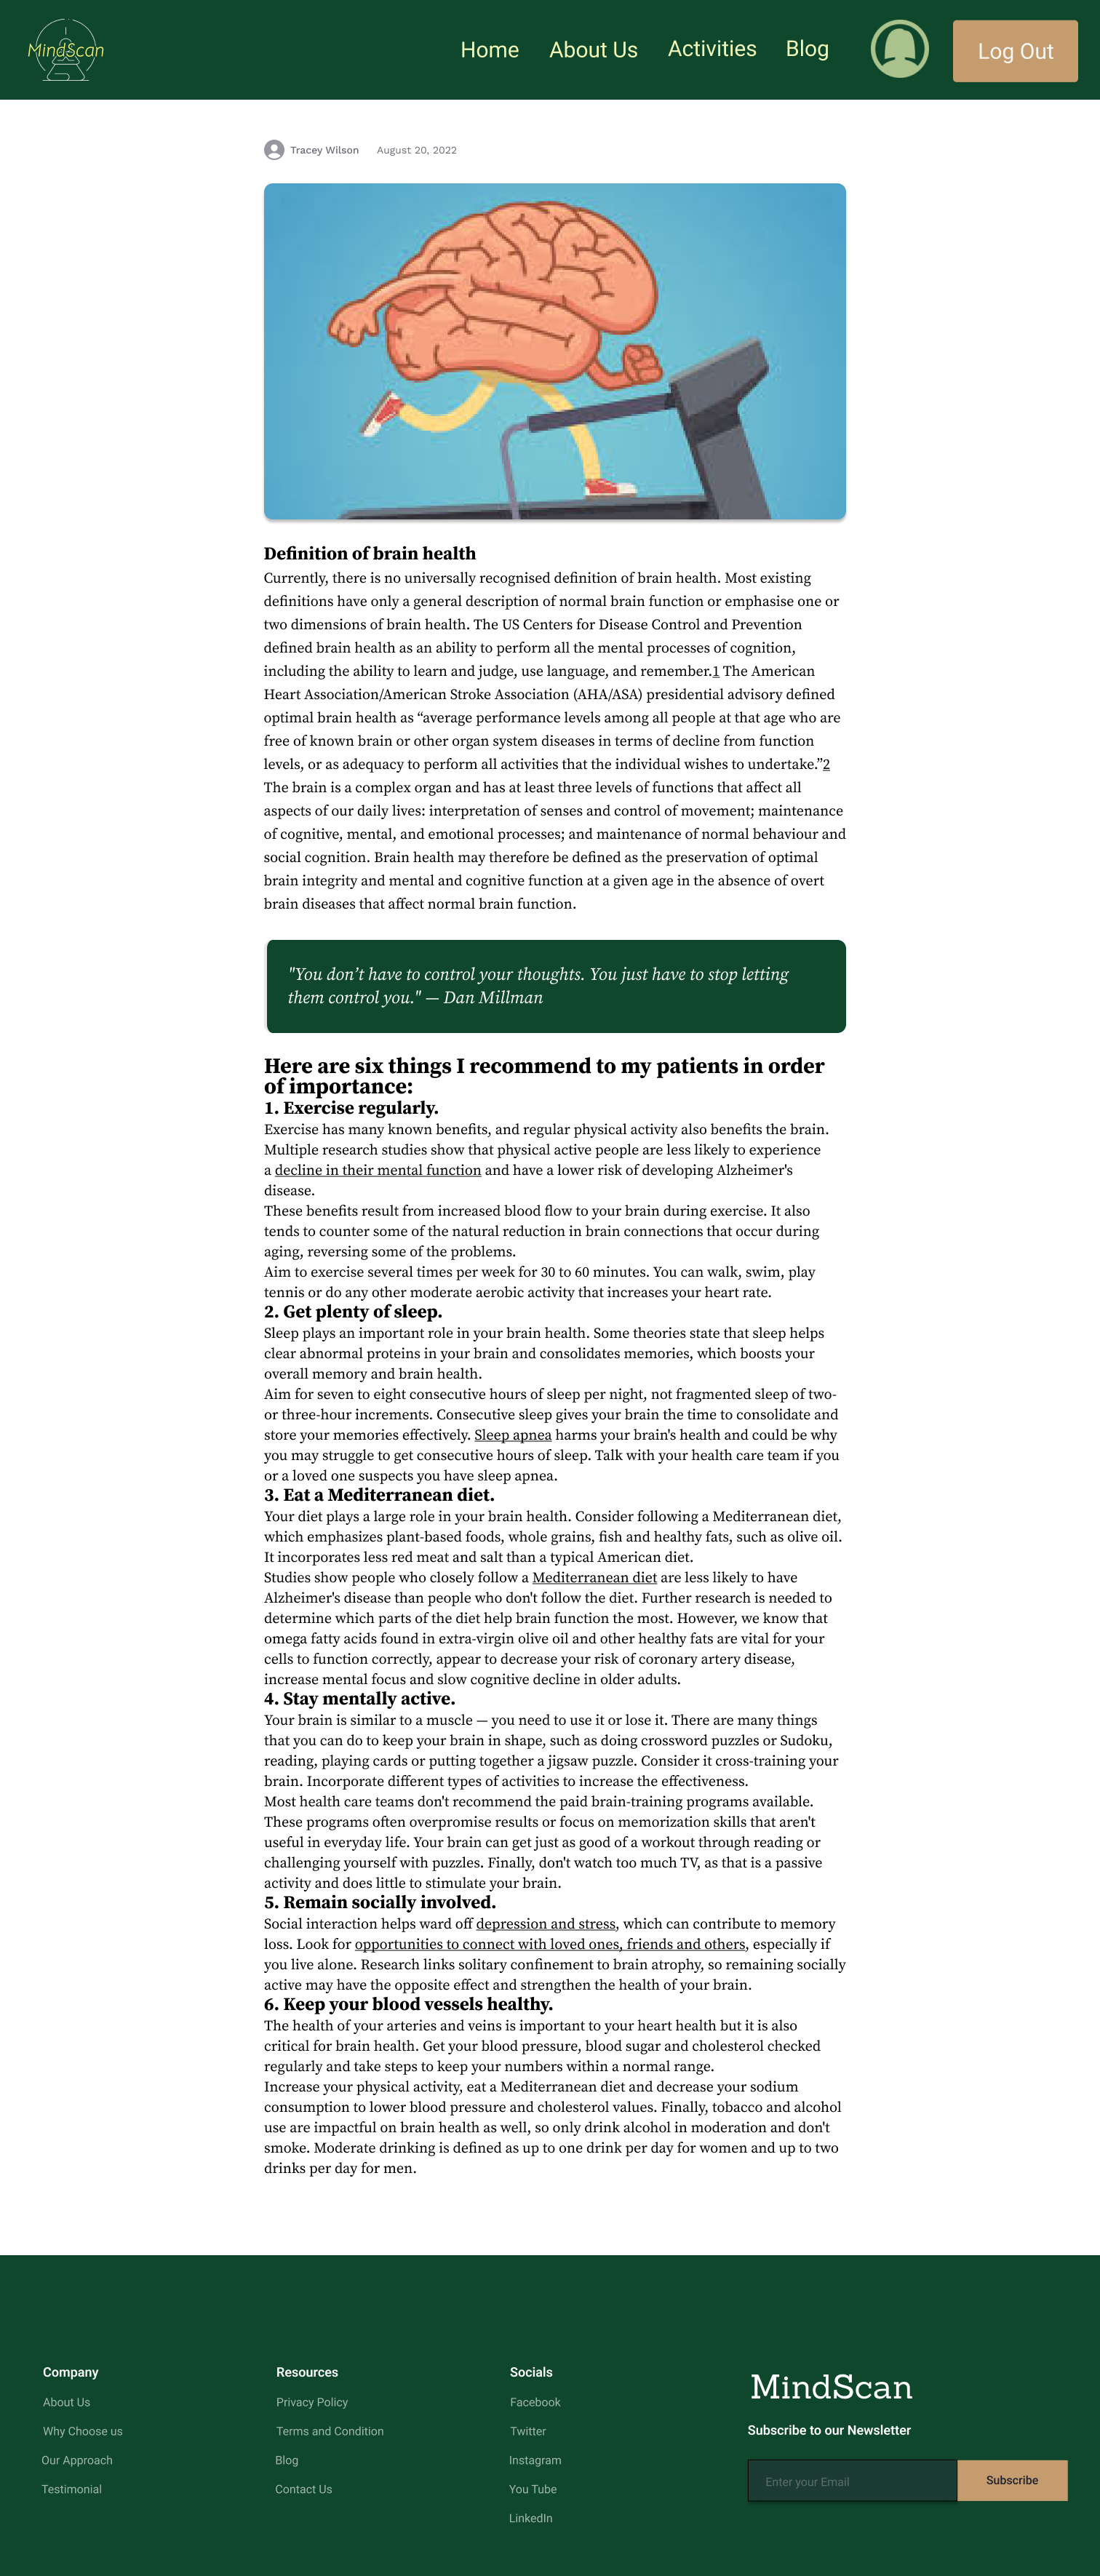 MindScan
Home
About Us
Activities
Blog
Log Out
Tracey Wilson
August 20, 2022
Definition of brain health
Currently, there is no universally recognised definition of brain health. Most existing
definitions have only a general description of normal brain function or emphasise one or
two dimensions of brain health. The US Centers for Disease Control and Prevention
defined brain health as an ability to perform all the mental processes of cognition,
including the ability to learn and judge, use language, and remember.1 The American
Heart Association/American Stroke Association (AHA/ASA) presidential advisory defined
optimal brain health as “average performance levels among all people at that age who are
free of known brain or other organ system diseases in terms of decline from function
levels, or as adequacy to perform all activities that the individual wishes to undertake.”2
The brain is a complex organ and has at least three levels of functions that affect all
aspects of our daily lives: interpretation of senses and control of movement; maintenance
of cognitive, mental, and emotional processes; and maintenance of normal behaviour and
social cognition. Brain health may therefore be defined as the preservation of optimal
brain integrity and mental and cognitive function at a given age in the absence of overt
brain diseases that affect normal brain function.
"You don’t have to control your thoughts. You just have to stop letting
them control you." — Dan Millman
Here are six things I recommend to my patients in order
of importance:
1. Exercise regularly.
Exercise has many known benefits, and regular physical activity also benefits the brain.
Multiple research studies show that physical active people are less likely to experience
a decline in their mental function and have a lower risk of developing Alzheimer's
disease.
These benefits result from increased blood flow to your brain during exercise. It also
tends to counter some of the natural reduction in brain connections that occur during
aging, reversing some of the problems.
Aim to exercise several times per week for 30 to 60 minutes. You can walk, swim, play
tennis or do any other moderate aerobic activity that increases your heart rate.
2. Get plenty of sleep.
Sleep plays an important role in your brain health. Some theories state that sleep helps
clear abnormal proteins in your brain and consolidates memories, which boosts your
overall memory and brain health.
Aim for seven to eight consecutive hours of sleep per night, not fragmented sleep of two-
or three-hour increments. Consecutive sleep gives your brain the time to consolidate and
store your memories effectively. Sleep apnea harms your brain's health and could be why
you may struggle to get consecutive hours of sleep. Talk with your health care team if you
or a loved one suspects you have sleep apnea.
3. Eat a Mediterranean diet.
Your diet plays a large role in your brain health. Consider following a Mediterranean diet,
which emphasizes plant-based foods, whole grains, fish and healthy fats, such as olive oil.
It incorporates less red meat and salt than a typical American diet.
Studies show people who closely follow a Mediterranean diet are less likely to have
Alzheimer's disease than people who don't follow the diet. Further research is needed to
determine which parts of the diet help brain function the most. However, we know that
omega fatty acids found in extra-virgin olive oil and other healthy fats are vital for your
cells to function correctly, appear to decrease your risk of coronary artery disease,
increase mental focus and slow cognitive decline in older adults.
4. Stay mentally active.
Your brain is similar to a muscle — you need to use it or lose it. There are many things
that you can do to keep your brain in shape, such as doing crossword puzzles or Sudoku,
reading, playing cards or putting together a jigsaw puzzle. Consider it cross-training your
brain. Incorporate different types of activities to increase the effectiveness.
Most health care teams don't recommend the paid brain-training programs available.
These programs often overpromise results or focus on memorization skills that aren't
useful in everyday life. Your brain can get just as good of a workout through reading or
challenging yourself with puzzles. Finally, don't watch too much TV, as that is a passive
activity and does little to stimulate your brain.
5. Remain socially involved.
Social interaction helps ward off depression and stress, which can contribute to memory
loss. Look for opportunities to connect with loved ones, friends and others, especially if
you live alone. Research links solitary confinement to brain atrophy, so remaining socially
active may have the opposite effect and strengthen the health of your brain.
6. Keep your blood vessels healthy.
The health of your arteries and veins is important to your heart health but it is also
critical for brain health. Get your blood pressure, blood sugar and cholesterol checked
regularly and take steps to keep your numbers within a normal range.
Increase your physical activity, eat a Mediterranean diet and decrease your sodium
consumption to lower blood pressure and cholesterol values. Finally, tobacco and alcohol
use are impactful on brain health as well, so only drink alcohol in moderation and don't
smoke. Moderate drinking is defined as up to one drink per day for women and up to two
drinks per day for men.
Company
About Us
Why Choose us
Our Approach
Testimonial
Resources
Privacy Policy
Terms and Condition
Blog
Contact Us
Socials
Facebook
Twitter
Instagram
You Tube
LinkedIn
MindScan
Subscribe to our Newsletter
Enter your Email
Subscribe